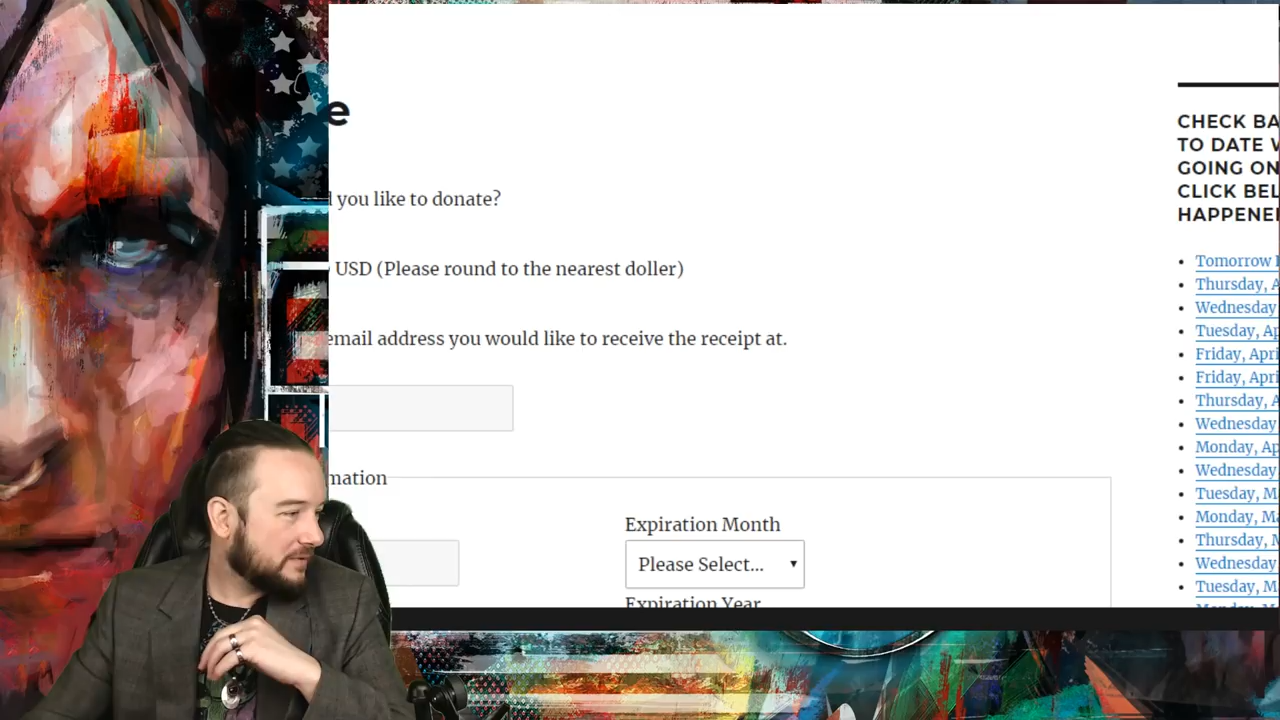 e
you like to donate?
USD (Please round to the nearest doller)
email address you would like to receive the receipt at.
mation
Expiration Month
Please Select...
Expiration Year
CHECK BA
TO DATE
GOING ON
CLICK BEL
HAPPENE
Tomorrow
Thursday, A
Wednesday
Tuesday, Ap
Friday, Apri
Friday, Apri
Thursday, A
Wednesday
Monday, Ap
Wednesday
Tuesday, M
Monday, Ma
Thursday, M
Wednesday
Tuesday, M